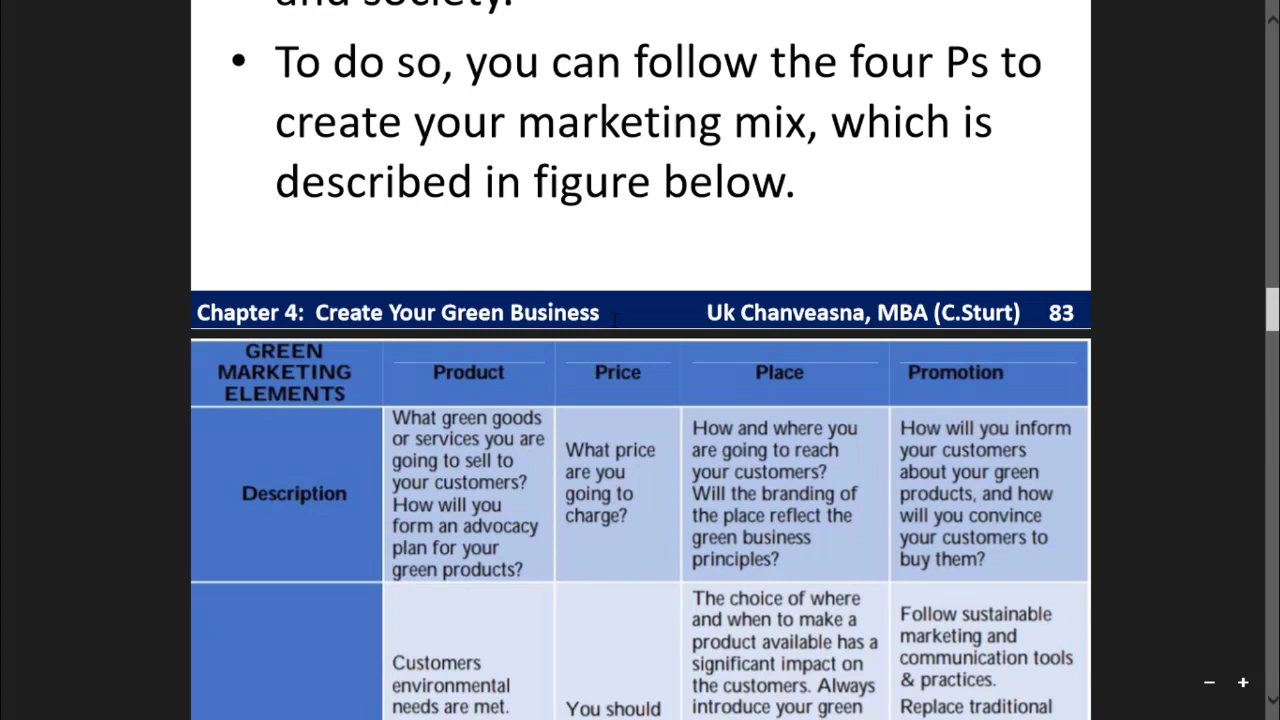 and society.
• To do so, you can follow the four Ps to
create your marketing mix, which is
described in figure below.
Chapter 4: Create Your Green Business Uk Chanveasna, MBA (C.Sturt) 83
GREEN
MARKETING
ELEMENTS
Product
Price
Place
Promotion
Description
What green goods
or services you are
going to sell to
your customers?
How will you
form an advocacy
plan for your
green products?
What price
are you
going to
charge?
How and where you
are going to reach
your customers?
Will the branding of
the place reflect the
green business
principles?
How will you inform
your customers
about your green
products, and how
will you convince
your customers to
buy them?
Customers
environmental
needs are met.
You should
The choice of where
and when to make a
product available has a
significant impact on
the customers. Always
introduce your green
Follow sustainable
marketing and
communication tools
& practices.
Replace traditional